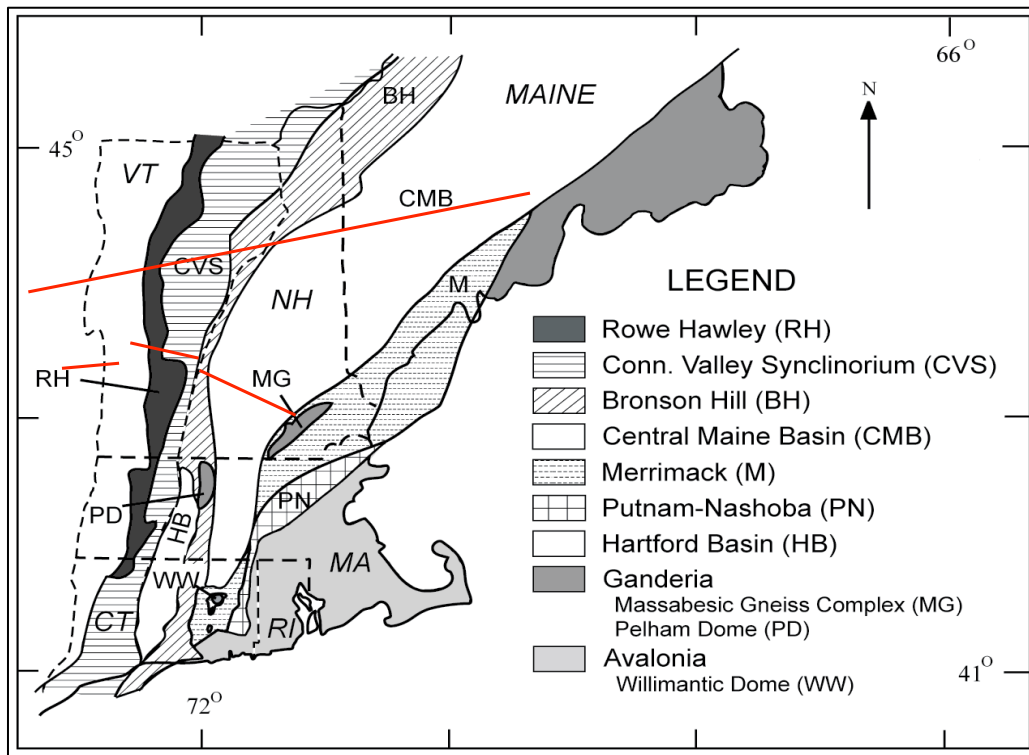 66°
N
BH
MAINE
45°
VT
CMB
CVS
M
NH
LEGEND
Rowe Hawley (RH)
Conn. Valley Synclinorium (CVS)
RH
MG
Bronson Hill (BH)
Central Maine Basin (CMB)
Merrimack (M)
PN
Putnam-Nashoba (PN)
PD
HB
Hartford Basin (HB)
MA
WW
Ganderia
Massabesic Gneiss Complex (MG)
Pelham Dome (PD)
CT
RI
Avalonia
Willimantic Dome (WW)
41°
72°